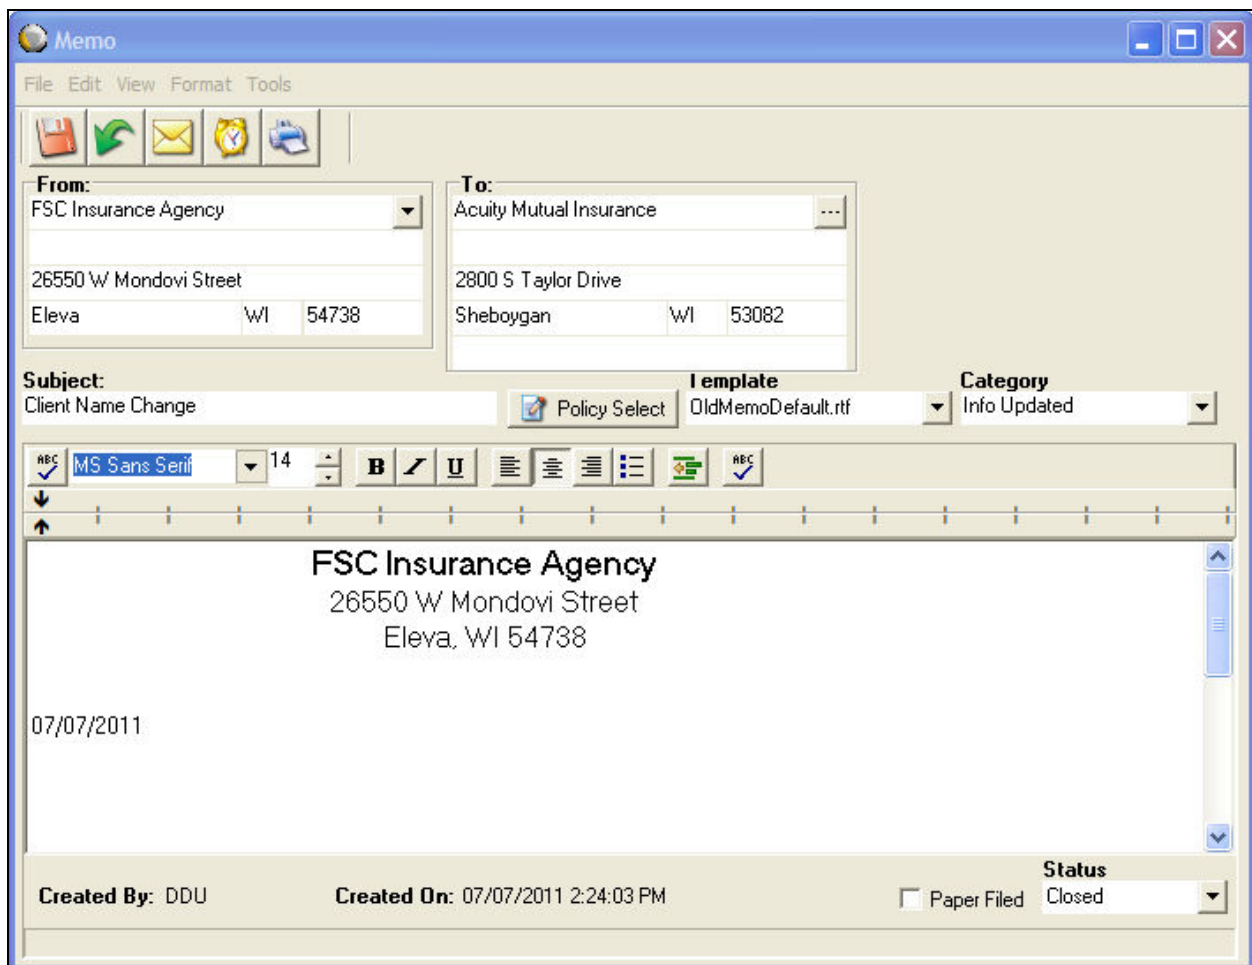 Memo
File Edit View Format Tools
From:
FSC Insurance Agency
26550 W Mondovi Street
Eleva WI 54738
To:
Acuity Mutual Insurance
...
2800 S Taylor Drive
Sheboygan WI 53082
Subject:
Client Name Change
Policy Select
Template
OldMemoDefault.rtf
Category
Info Updated
ABC MS Sans Serif 14 B I U ABC
FSC Insurance Agency
26550 W Mondovi Street
Eleva, WI 54738
07/07/2011
Created By: DDU Created On: 07/07/2011 2:24:03 PM
Paper Filed
Status
Closed